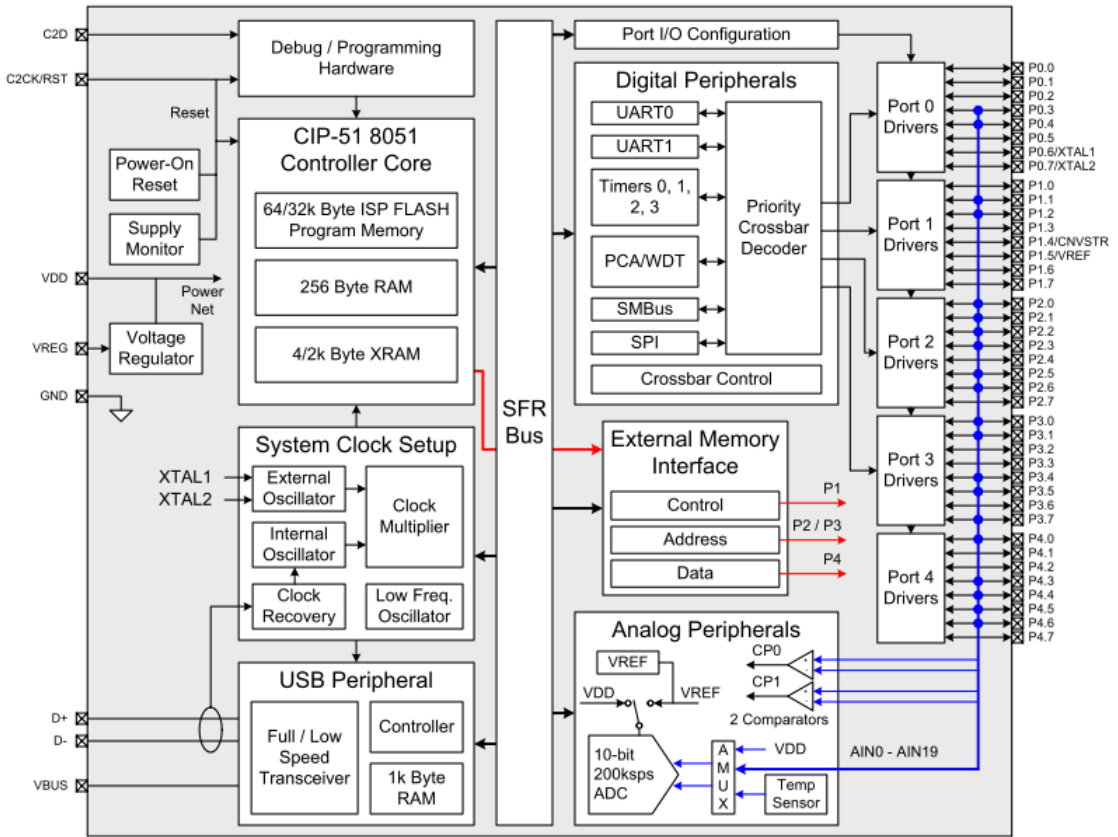 C2D
C2CK/RST
Debug / Programming
Hardware
Reset
Power-On
Reset
Supply
Monitor
CIP-51 8051
Controller Core
64/32k Byte ISP FLASH
Program Memory
256 Byte RAM
4/2k Byte XRAM
VDD
Power
Net
VREG
Voltage
Regulator
GND
System Clock Setup
XTAL1
XTAL2
External
Oscillator
Internal
Oscillator
Clock
Recovery
Clock
Multiplier
Low Freq.
Oscillator
USB Peripheral
D+
D-
VBUS
Full / Low
Speed
Transceiver
Controller
1k Byte
RAM
SFR
Bus
Port I/O Configuration
Digital Peripherals
UART0
UART1
Timers 0, 1,
2, 3
PCA/WDT
SMBus
SPI
Priority
Crossbar
Decoder
Crossbar Control
External Memory
Interface
Control
Address
Data
P1
P2 / P3
P4
Analog Peripherals
VREF
VDD
VREF
CP0
+
-
CP1
+
-
2 Comparators
10-bit
200ksps
ADC
A
M
U
X
VDD
Temp
Sensor
AIN0 - AIN19
Port 0
Drivers
Port 1
Drivers
Port 2
Drivers
Port 3
Drivers
Port 4
Drivers
P0.0
P0.1
P0.2
P0.3
P0.4
P0.5
P0.6/XTAL1
P0.7/XTAL2
P1.0
P1.1
P1.2
P1.3
P1.4/CNVSTR
P1.5/VREF
P1.6
P1.7
P2.0
P2.1
P2.2
P2.3
P2.4
P2.5
P2.6
P2.7
P3.0
P3.1
P3.2
P3.3
P3.4
P3.5
P3.6
P3.7
P4.0
P4.1
P4.2
P4.3
P4.4
P4.5
P4.6
P4.7